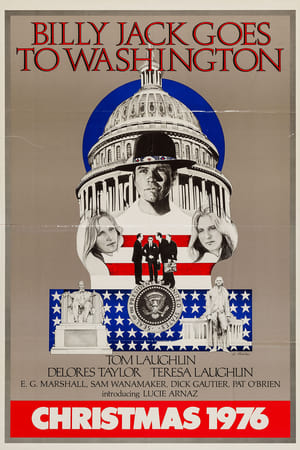 BILLY JACK GOES
TO WASHINGTON
TOM LAUGHLIN
DELORES TAYLOR TERESA LAUGHLIN
E. G. MARSHALL, SAM WANAMAKER, DICK GAUTIER, PAT O'BRIEN
introducing LUCIE ARNAZ
CHRISTMAS 1976